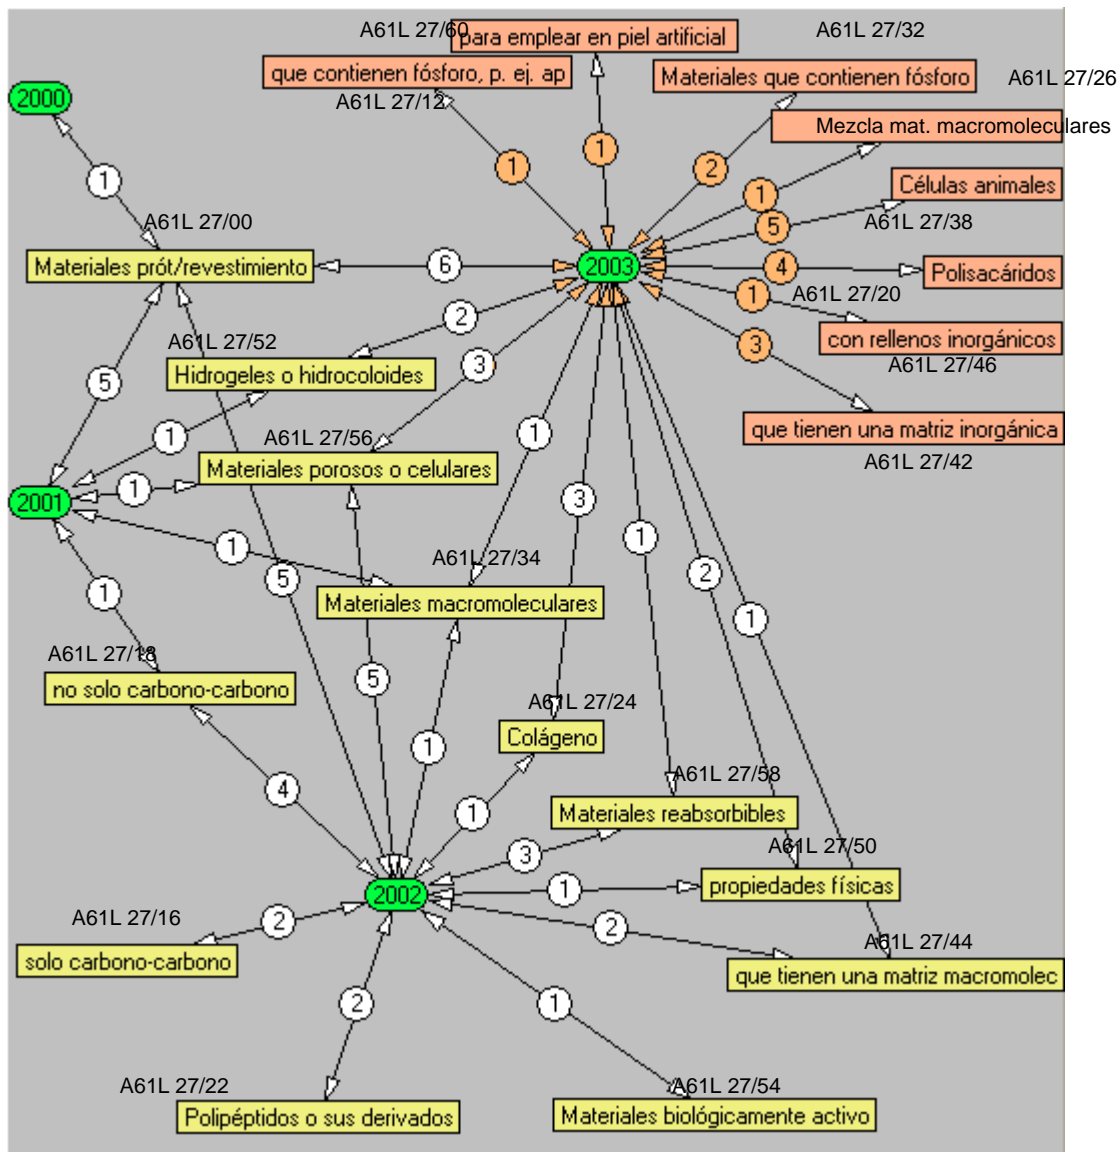 A61L 27/60
para emplear en piel artificial
A61L 27/32
que contienen fósforo, p. ej. ap
Materiales que contienen fósforo
A61L 27/26
2000
A61L 27/12
Mezcla mat. macromoleculares
1
1
2
1
1
Células animales
A61L 27/00
5
A61L 27/38
Materiales prót/revestimiento
6
2003
4
Polisacáridos
1
A61L 27/20
2
con rellenos inorgánicos
A61L 27/52
3
3
A61L 27/46
Hidrogeles o hidrocoloides
5
1
A61L 27/56
1
que tienen una matriz inorgánica
A61L 27/42
Materiales porosos o celulares
2001
1
3
1
1
A61L 27/34
5
2
1
Materiales macromoleculares
1
A61L 27/18
no solo carbono-carbono
5
A61L 27/24
Colágeno
1
4
A61L 27/58
1
Materiales reabsorbibles
3
A61L 27/50
2002
1
propiedades físicas
A61L 27/16
2
2
A61L 27/44
solo carbono-carbono
que tienen una matriz macromolec
2
1
A61L 27/22
A61L 27/54
Polipéptidos o sus derivados
Materiales biológicamente activo